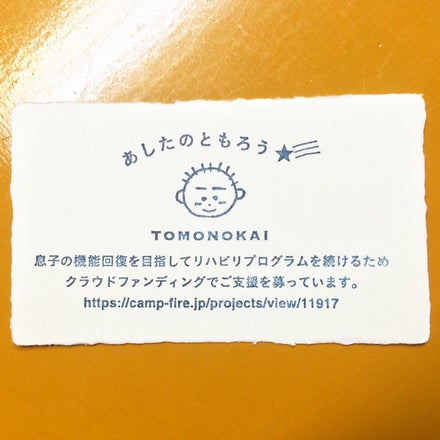 あしたのともろう
TOMONOKAI
息子の機能回復を目指してリハビリプログラムを続けるため
クラウドファンディングでご支援を募っています。
https://camp-fire.jp/projects/view/11917